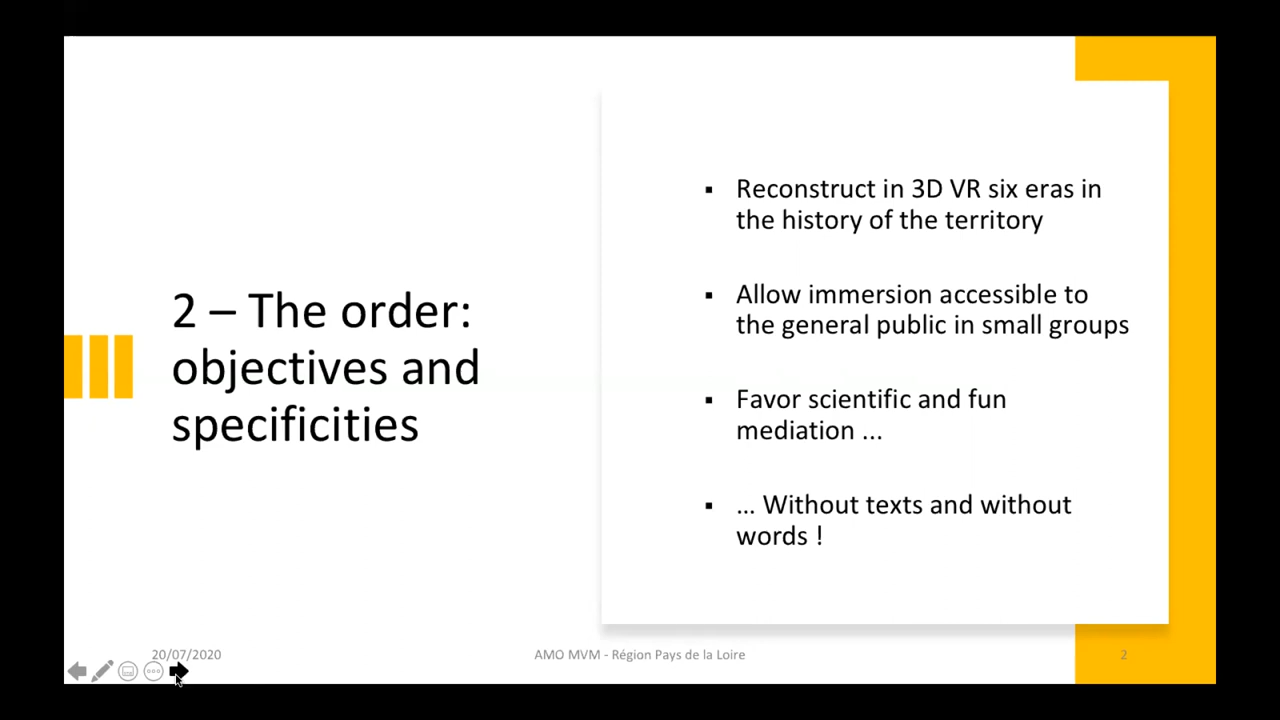 2 – The order:
objectives and
specificities
▪ Reconstruct in 3D VR six eras in
the history of the territory
▪ Allow immersion accessible to
the general public in small groups
▪ Favor scientific and fun
mediation ...
▪ ... Without texts and without
words !
20/07/2020
AMO MVM - Région Pays de la Loire
2